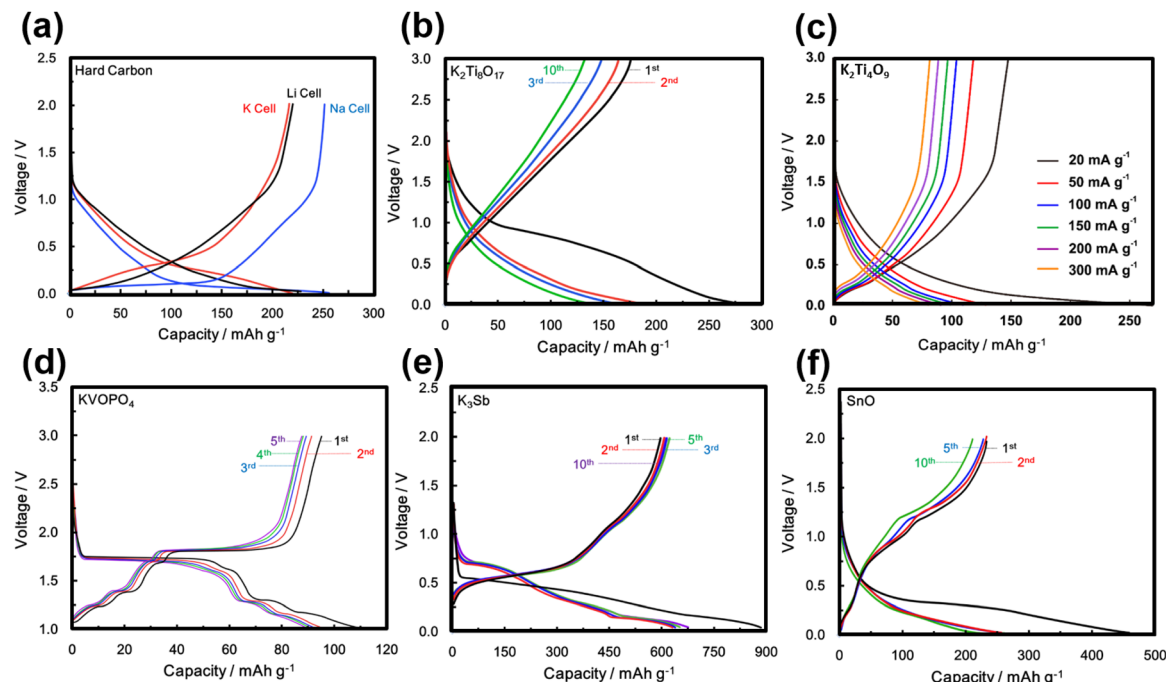 (a)
2.5
2.0
1.5
1.0
0.5
0.0
Voltage / V
Hard Carbon
Li Cell
K Cell
Na Cell
0 50 100 150 200 250 300
Capacity / mAh g⁻¹
(b)
3.0
2.5
2.0
1.5
1.0
0.5
0.0
Voltage / V
K₂Ti₈O₁₇
10ᵗʰ
1ˢᵗ
3ʳᵈ
2ⁿᵈ
0 50 100 150 200 250 300
Capacity / mAh g⁻¹
(c)
3.0
2.5
2.0
1.5
1.0
0.5
0.0
Voltage / V
K₂Ti₄O₉
20 mA g⁻¹
50 mA g⁻¹
100 mA g⁻¹
150 mA g⁻¹
200 mA g⁻¹
300 mA g⁻¹
0 50 100 150 200 250
Capacity / mAh g⁻¹
(d)
3.5
3.0
2.5
2.0
1.5
1.0
Voltage / V
KVOPO₄
5ᵗʰ
1ˢᵗ
4ᵗʰ
2ⁿᵈ
3ʳᵈ
0 20 40 60 80 100 120
Capacity / mAh g⁻¹
(e)
2.5
2.0
1.5
1.0
0.5
0.0
Voltage / V
K₃Sb
1ˢᵗ
5ᵗʰ
2ⁿᵈ
3ʳᵈ
10ᵗʰ
0 150 300 450 600 750 900
Capacity / mAh g⁻¹
(f)
2.5
2.0
1.5
1.0
0.5
0.0
Voltage / V
SnO
5ᵗʰ
1ˢᵗ
10ᵗʰ
2ⁿᵈ
0 100 200 300 400 500
Capacity / mAh g⁻¹